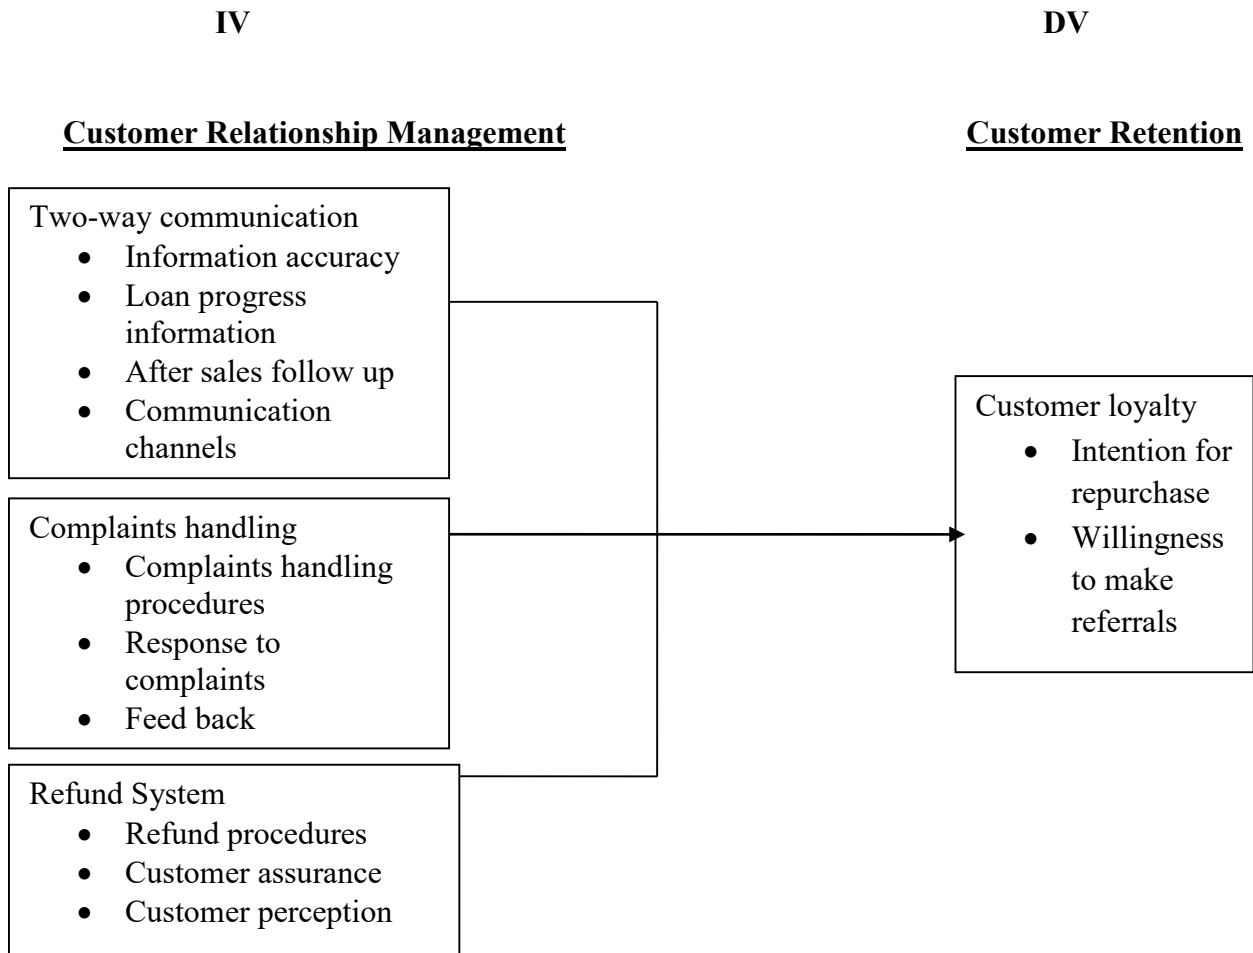 IV
DV
Customer Relationship Management
Customer Retention
Two-way communication
• Information accuracy
• Loan progress
information
• After sales follow up
• Communication
channels
Complaints handling
• Complaints handling
procedures
• Response to
complaints
• Feed back
Refund System
• Refund procedures
• Customer assurance
• Customer perception
Customer loyalty
• Intention for
repurchase
• Willingness
to make
referrals